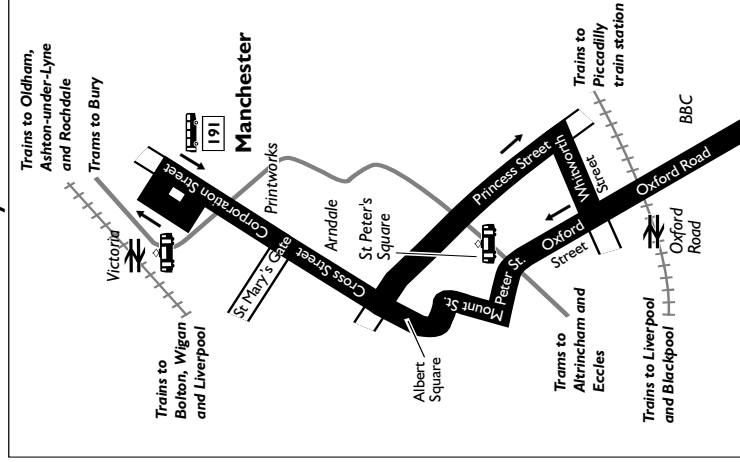 Trains to Oldham,
Ashton-under-Lyne
and Rochdale
Trams to Bury
Victoria
191
Manchester
Corporation Street
Printworks
Trains to
Bolton, Wigan
and Liverpool
St Mary's Gate
Arndale
Cross Street
St Peter's
Square
Princess Street
Trains to
Piccadilly
train station
Albert
Square
Mount St.
Peter St.
Oxford
Street
Whitworth
Street
Oxford Road
BBC
Trams to
Altrincham and
Eccles
Oxford
Road
Trains to Liverpool
and Blackpool